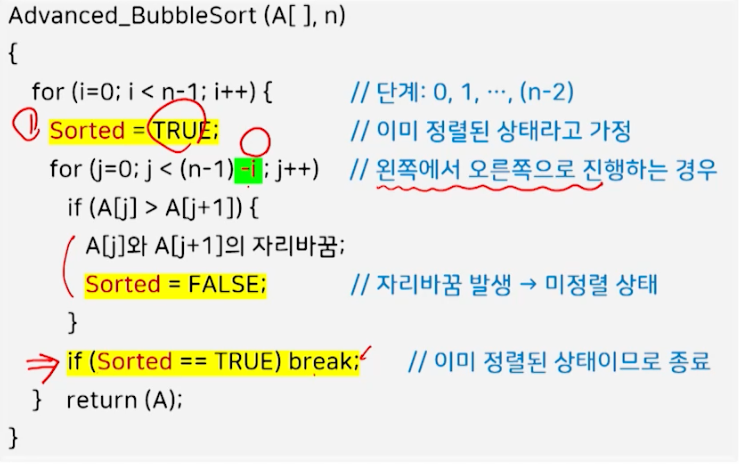 Advanced_BubbleSort (A[ ], n)
{
for (i=0; i < n-1; i++) { // 단계: 0, 1, ⋯, (n-2)
① Sorted = TRUE; // 이미 정렬된 상태라고 가정
for (j=0; j < (n-1) -i ; j++) // 왼쪽에서 오른쪽으로 진행하는 경우
if (A[j] > A[j+1]) {
A[j]와 A[j+1]의 자리바꿈;
Sorted = FALSE; // 자리바꿈 발생 → 미정렬 상태
}
if (Sorted == TRUE) break; // 이미 정렬된 상태이므로 종료
} return (A);
}